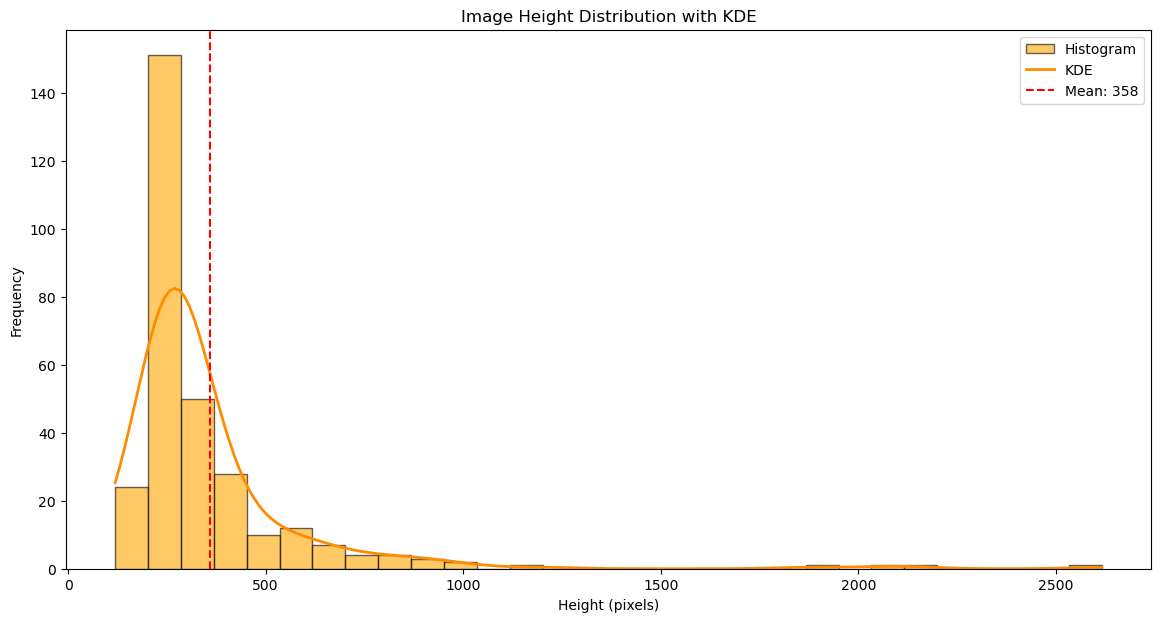 Image Height Distribution with KDE
Histogram
KDE
Mean: 358
140
120
100
80
60
40
20
0
Frequency
0 500 1000 1500 2000 2500
Height (pixels)